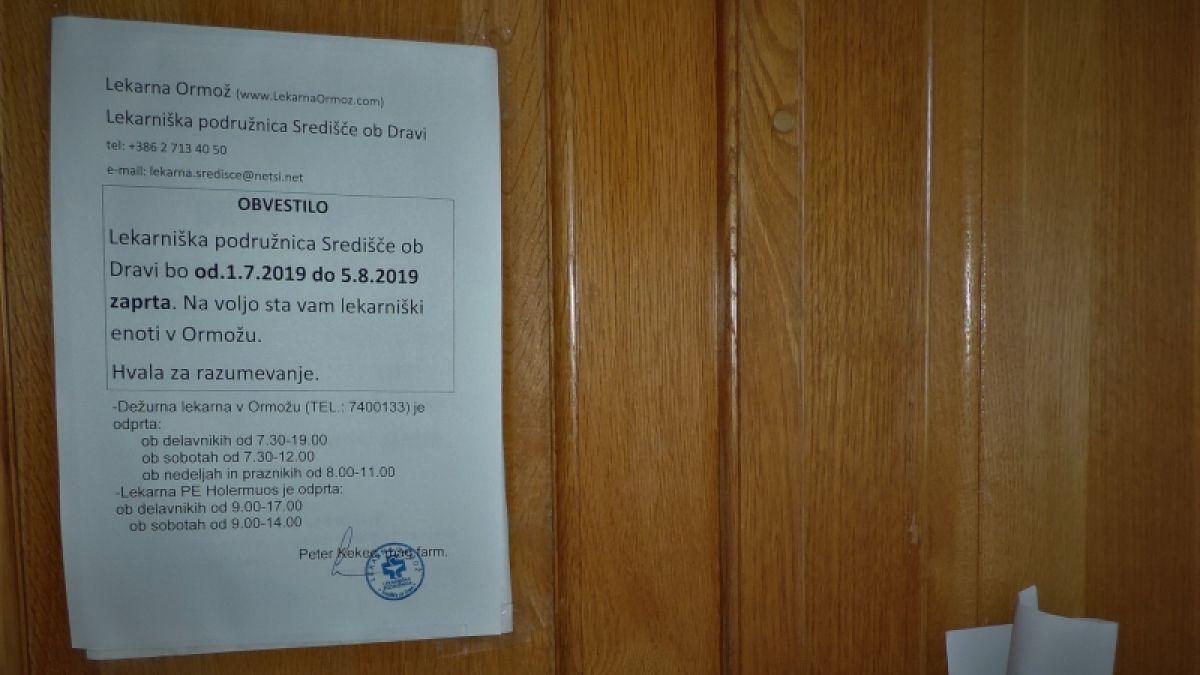 Lekarna Ormož (www.LekarnaOrmoz.com)
Lekarniška podružnica Središče ob Dravi
tel: +386 2 713 40 50
e-mail: lekarna.sredisce@netsi.net
OBVESTILO
Lekarniška podružnica Središče ob
Dravi bo od.1.7.2019 do 5.8.2019
zaprta. Na voljo sta vam lekarniški
enoti v Ormožu.
Hvala za razumevanje.
-Dežurna lekarna v Ormožu (TEL.: 7400133) je
odprta:
ob delavnikih od 7.30-19.00
ob sobotah od 7.30-12.00
ob nedeljah in praznikih od 8.00-11.00
-Lekarna PE Holermuos je odprta:
ob delavnikih od 9.00-17.00
ob sobotah od 9.00-14.00
Peter Kekec, mag.farm.